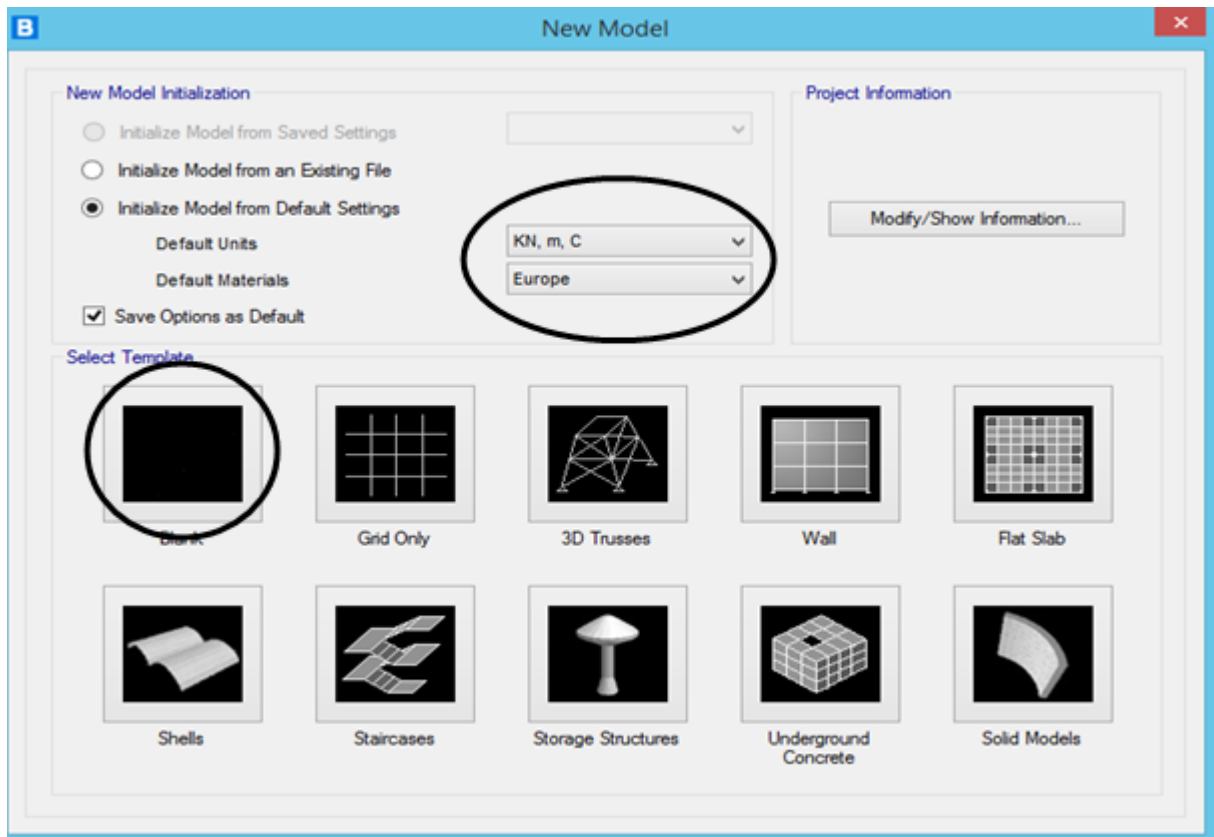 B
New Model
New Model Initialization
Project Information
Initialize Model from Saved Settings
Initialize Model from an Existing File
Initialize Model from Default Settings
Modify/Show Information...
Default Units
KN, m, C
Default Materials
Europe
Save Options as Default
Select Template
Blank
Grid Only
3D Trusses
Wall
Flat Slab
Shells
Staircases
Storage Structures
Underground
Concrete
Solid Models